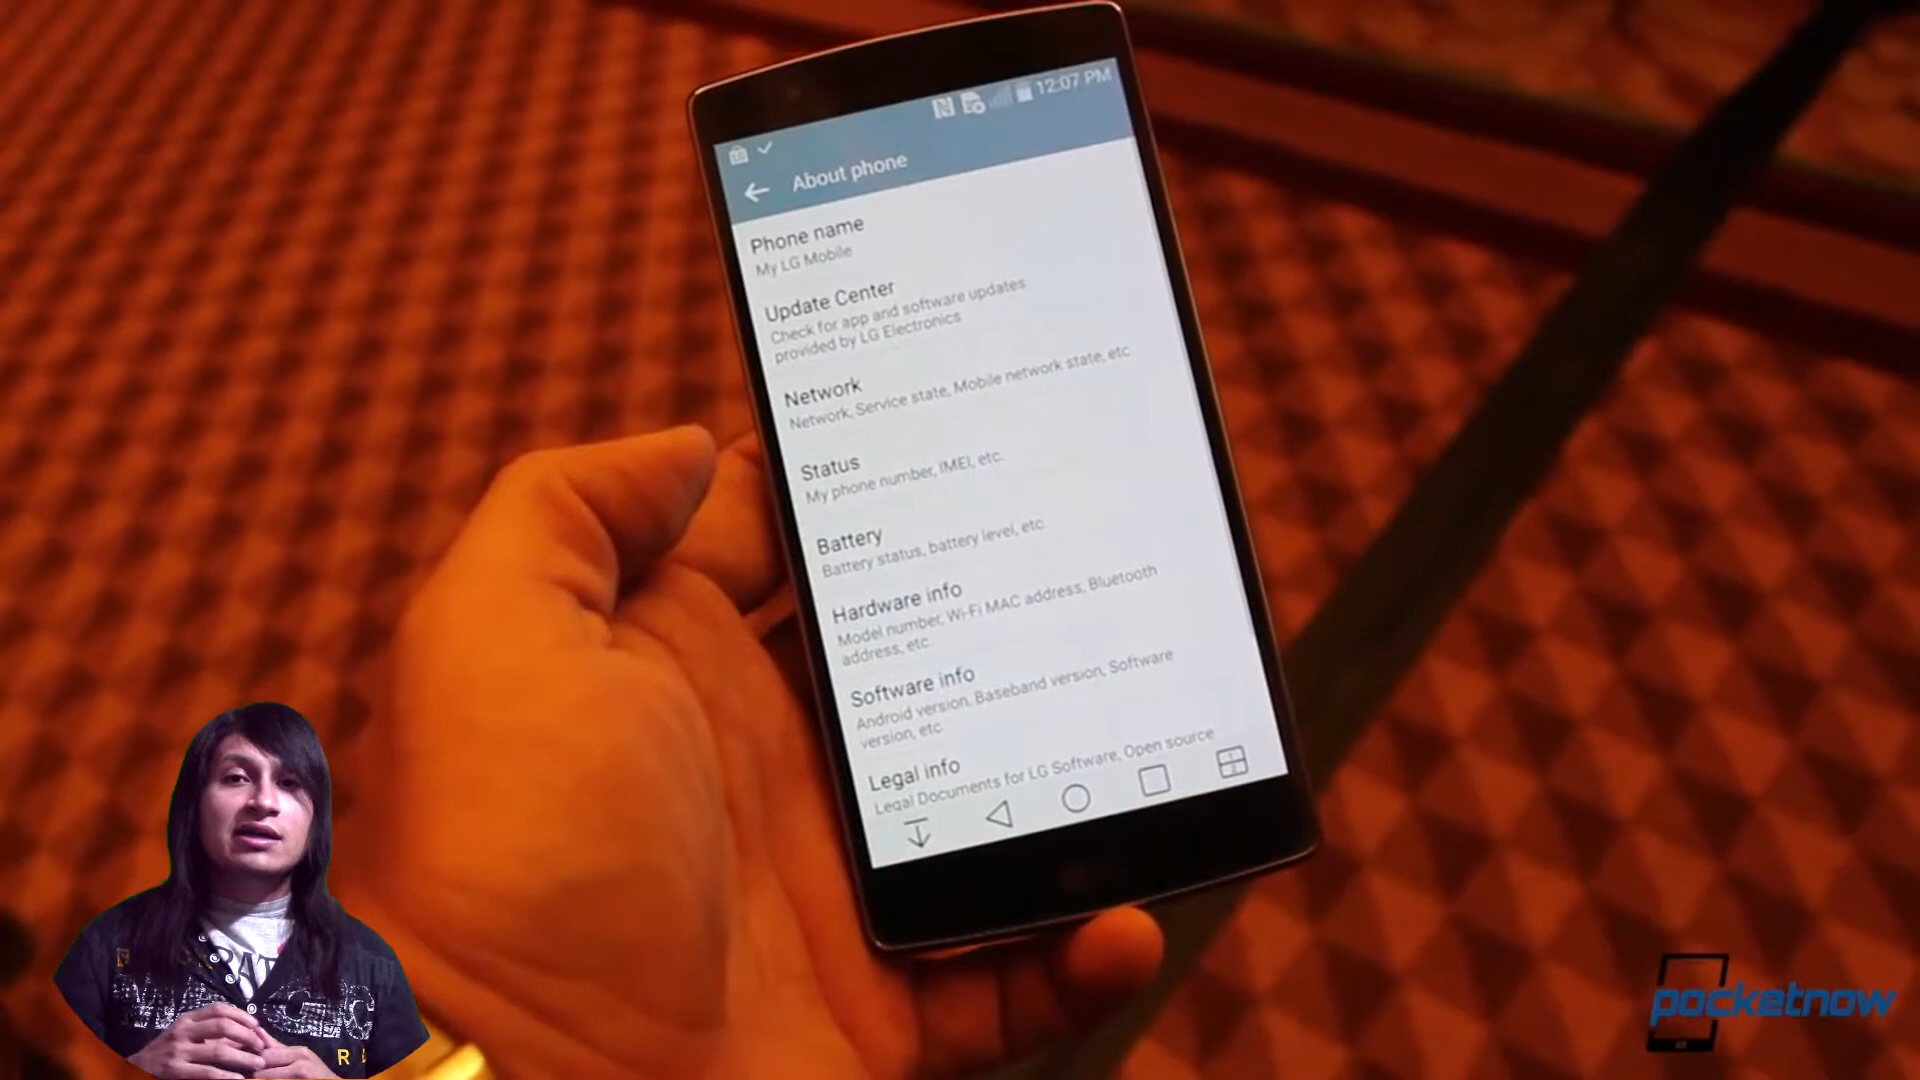 12:07 PM
About phone
Phone name
My LG Mobile
Update Center
Check for app and software updates
provided by LG Electronics
Network
Network, Service state, Mobile network state, etc.
Status
My phone number, IMEI, etc.
Battery
Battery status, battery level, etc.
Hardware info
Model number, Wi-Fi MAC address, Bluetooth
address, etc.
Software info
Android version, Baseband version, Software
version, etc.
Legal info
Legal Documents for LG Software, Open source
pocketnow